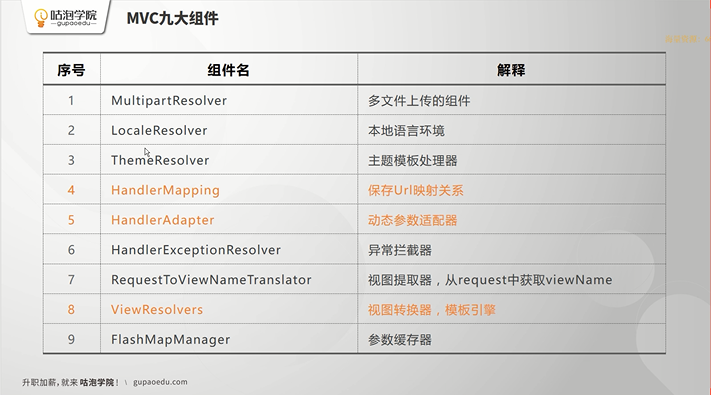 咕泡学院
gupaoedu
MVC九大组件
序号 组件名 解释
1 MultipartResolver 多文件上传的组件
2 LocaleResolver 本地语言环境
3 ThemeResolver 主题模板处理器
4 HandlerMapping 保存Url映射关系
5 HandlerAdapter 动态参数适配器
6 HandlerExceptionResolver 异常拦截器
7 RequestToViewNameTranslator 视图提取器，从request中获取viewName
8 ViewResolvers 视图转换器，模板引擎
9 FlashMapManager 参数缓存器
升职加薪，就来 咕泡学院！ \ gupaoedu.com